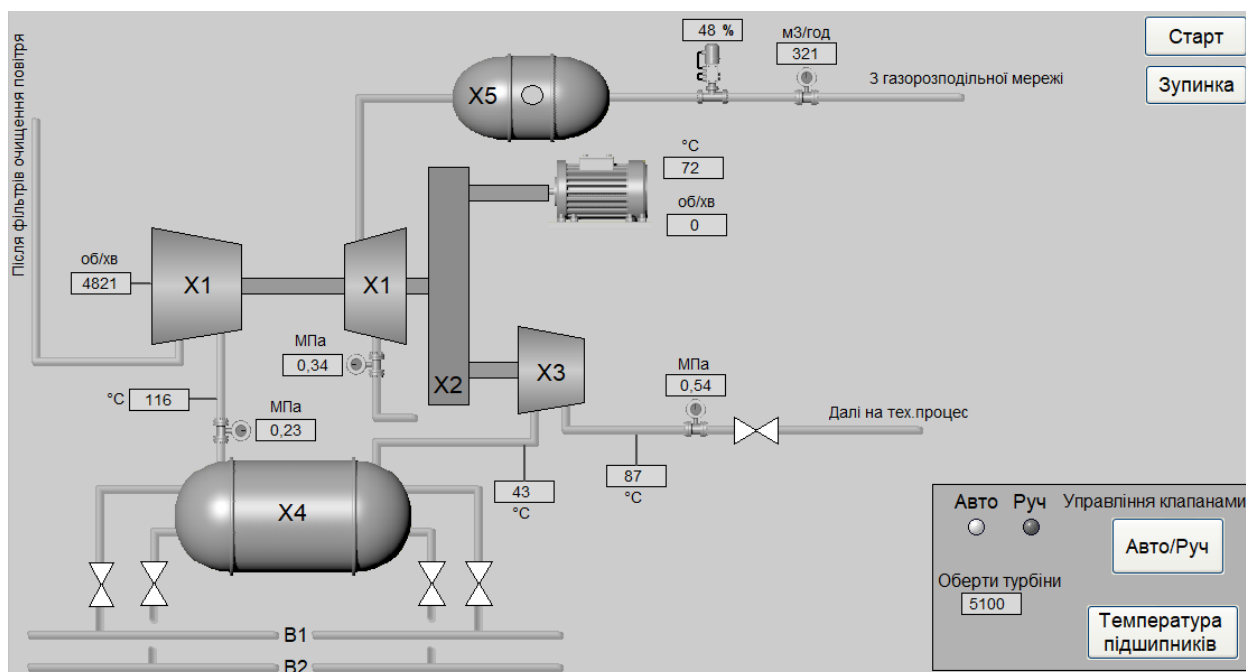 48 %
м3/год
321
З газорозподільної мережі
Старт
Зупинка
Після фільтрів очищення повітря
X5
°C
72
об/хв
0
об/хв
4821
X1
X1
МПа
0,34
X2
X3
МПа
0,54
Далі на тех.процес
°C
116
МПа
0,23
43
°C
87
°C
X4
B1
B2
Авто
Руч
Управління клапанами
Авто/Руч
Оберти турбіни
5100
Температура
підшипників